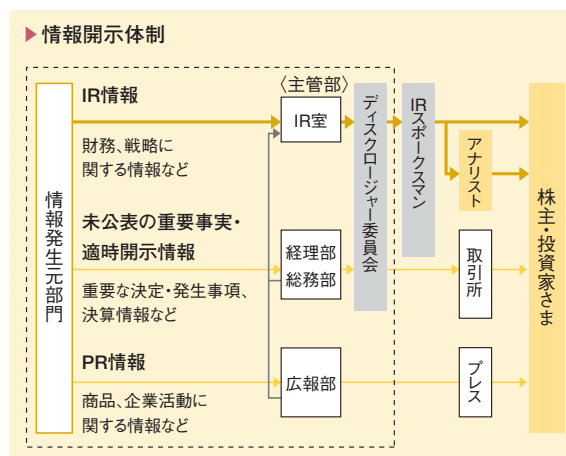 ▶情報開示体制
情報発生元部門
IR情報
財務、戦略に
関する情報など
未公表の重要事実・
適時開示情報
重要な決定・発生事項、
決算情報など
PR情報
商品、企業活動に
関する情報など
〈主管部〉
IR室
経理部
総務部
広報部
ディスクロージャー委員会
IRスポークスマン
アナリスト
取引所
プレス
株主・投資家さま